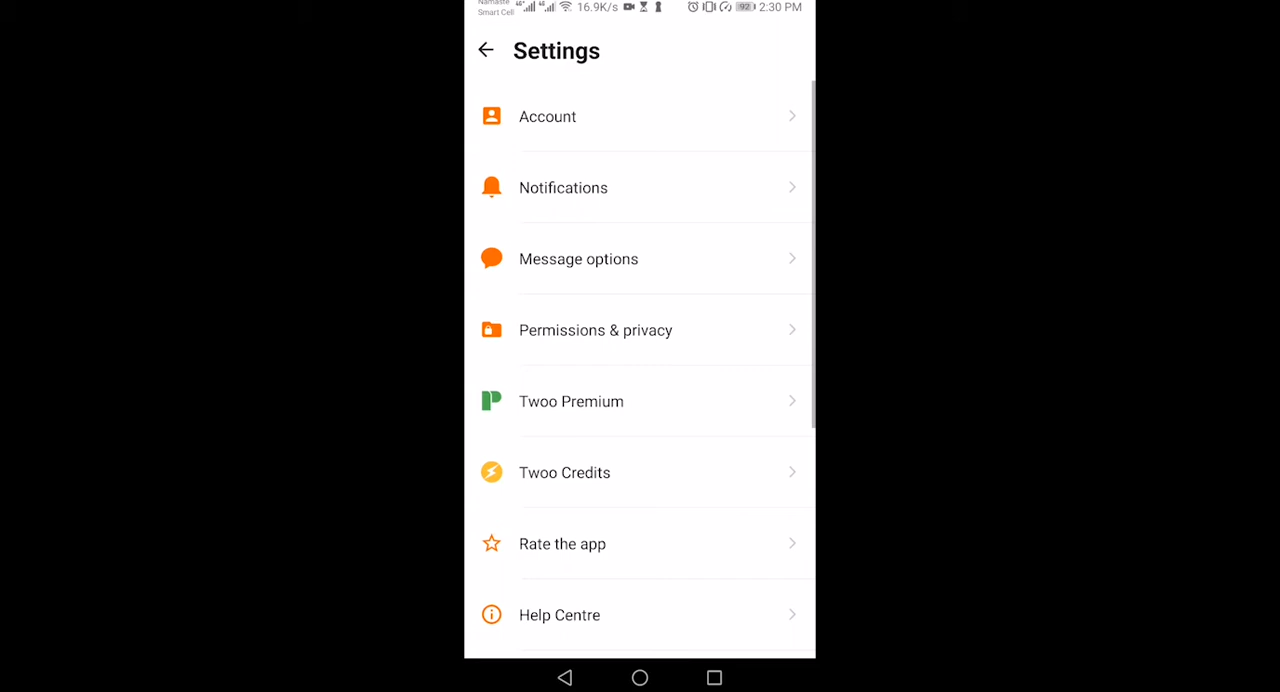 Namaste
Smart Cell 16.9K/s 92 2:30 PM
Settings
Account
Notifications
Message options
Permissions & privacy
Twoo Premium
Twoo Credits
Rate the app
Help Centre